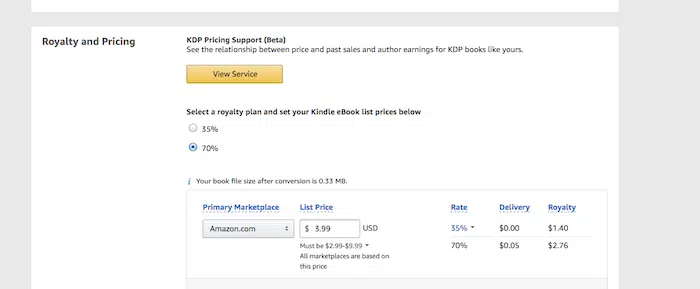 Royalty and Pricing
KDP Pricing Support (Beta)
See the relationship between price and past sales and author earnings for KDP books like yours.
View Service
Select a royalty plan and set your Kindle eBook list prices below
35%
70%
i Your book file size after conversion is 0.33 MB.
Primary Marketplace List Price Rate Delivery Royalty
Amazon.com $ 3.99 USD 35% $0.00 $1.40
Must be $2.99-$9.99 70% $0.05 $2.76
All marketplaces are based on
this price